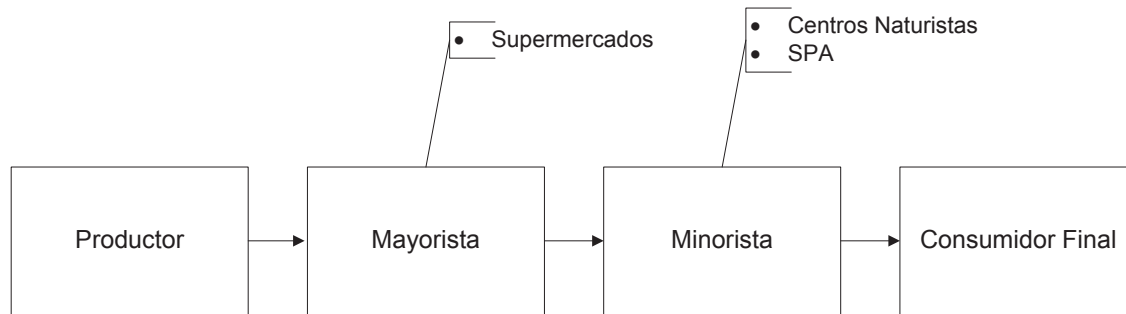 • Supermercados
• Centros Naturistas
• SPA
Productor
Mayorista
Minorista
Consumidor Final